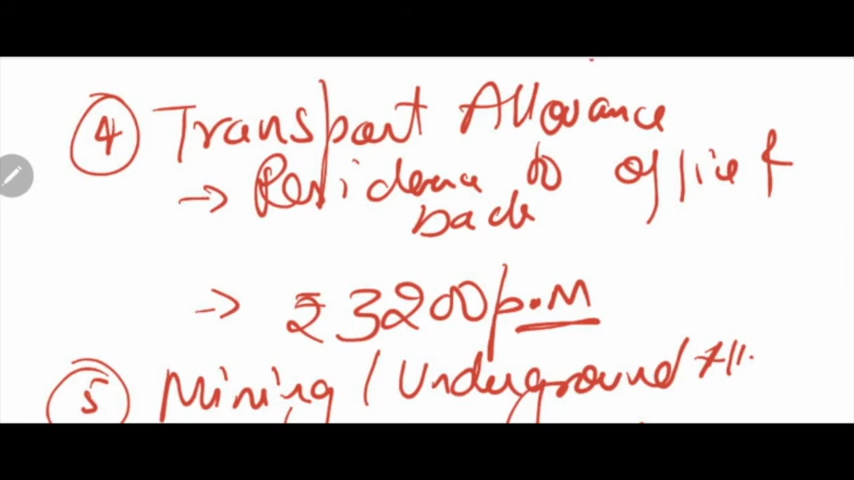 ④ Transport Allowance
→ Residence to office &
back
→ ₹3200 p.M
⑤ Mining / Underground All.